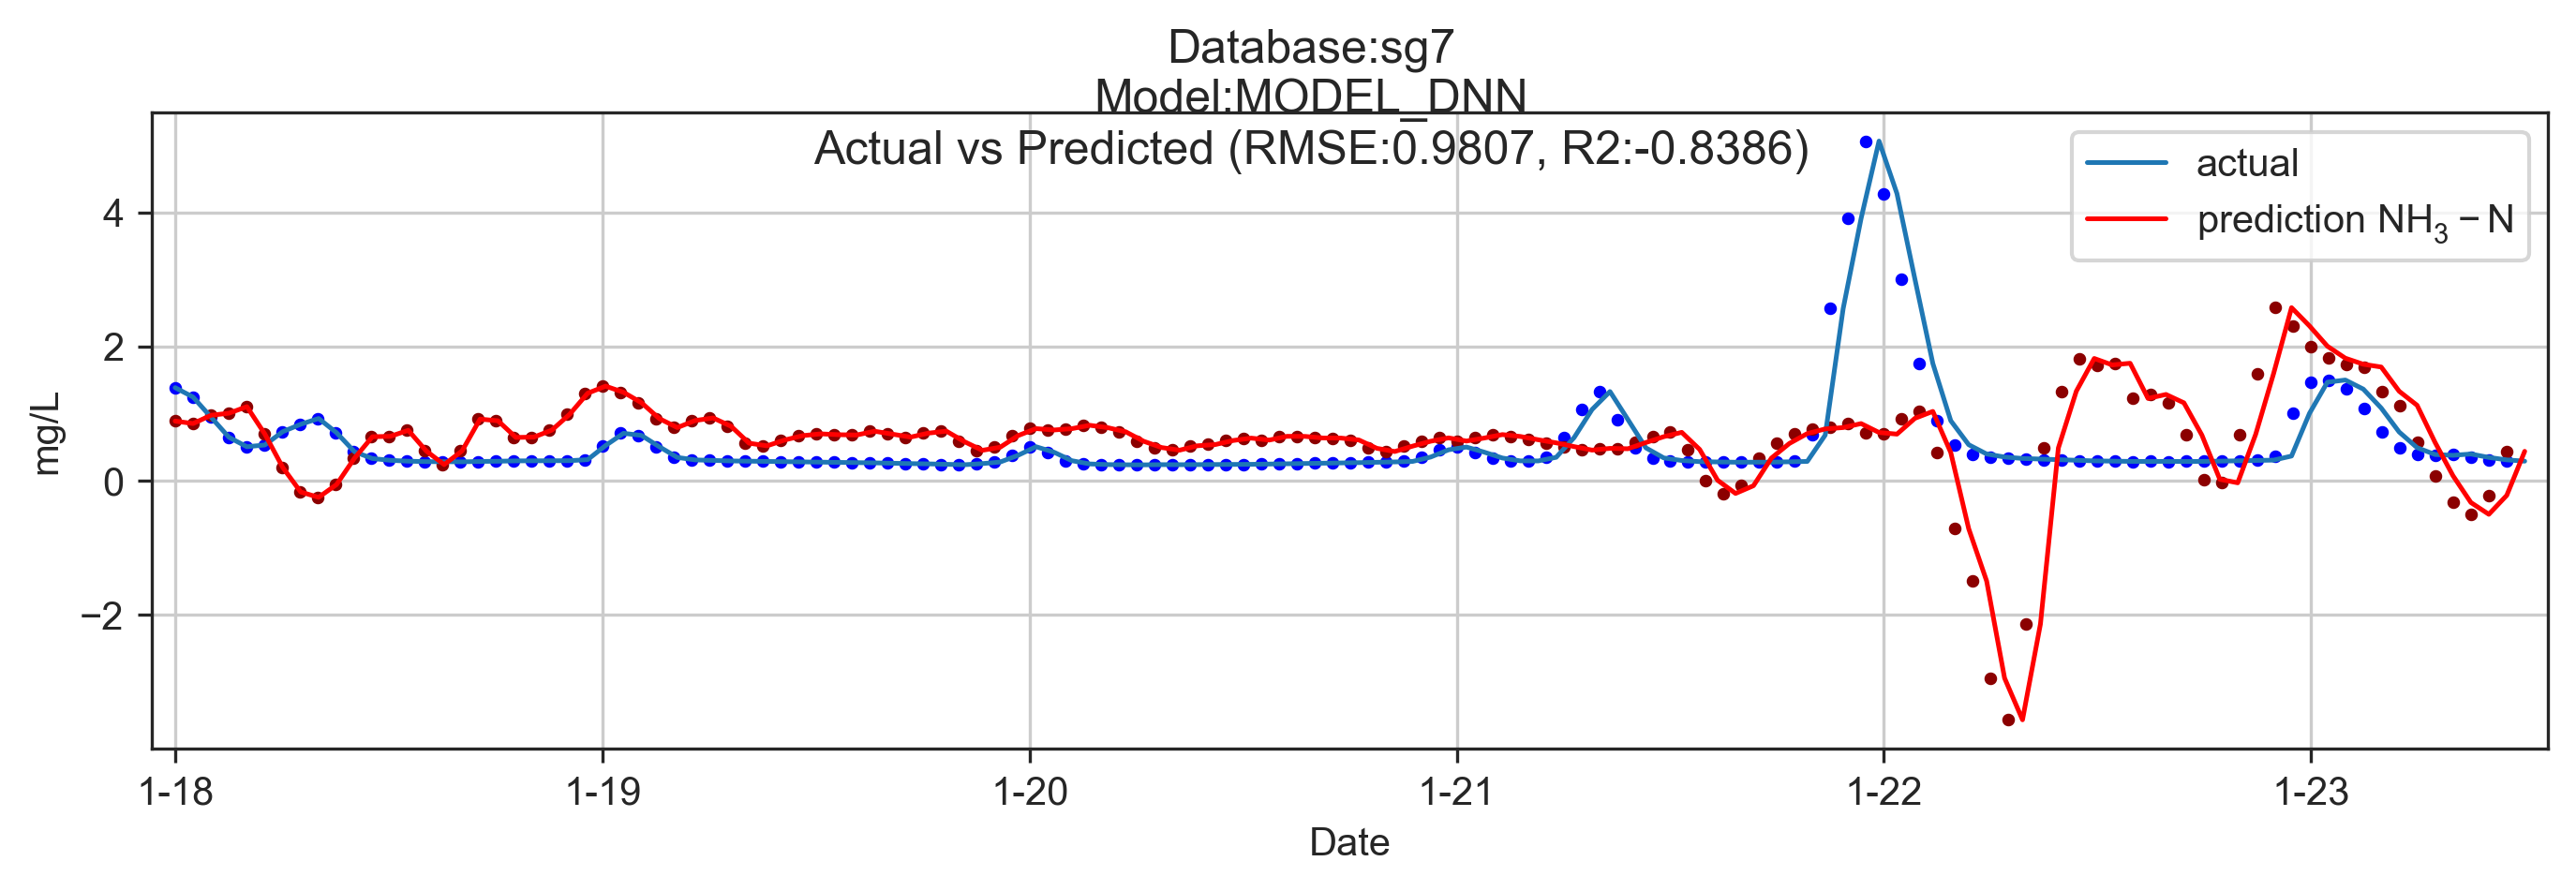 Database:sg7
Model:MODEL_DNN
Actual vs Predicted (RMSE:0.9807, R2:-0.8386)
actual
prediction NH₃ − N
mg/L
4
2
0
−2
1-18 1-19 1-20 1-21 1-22 1-23
Date